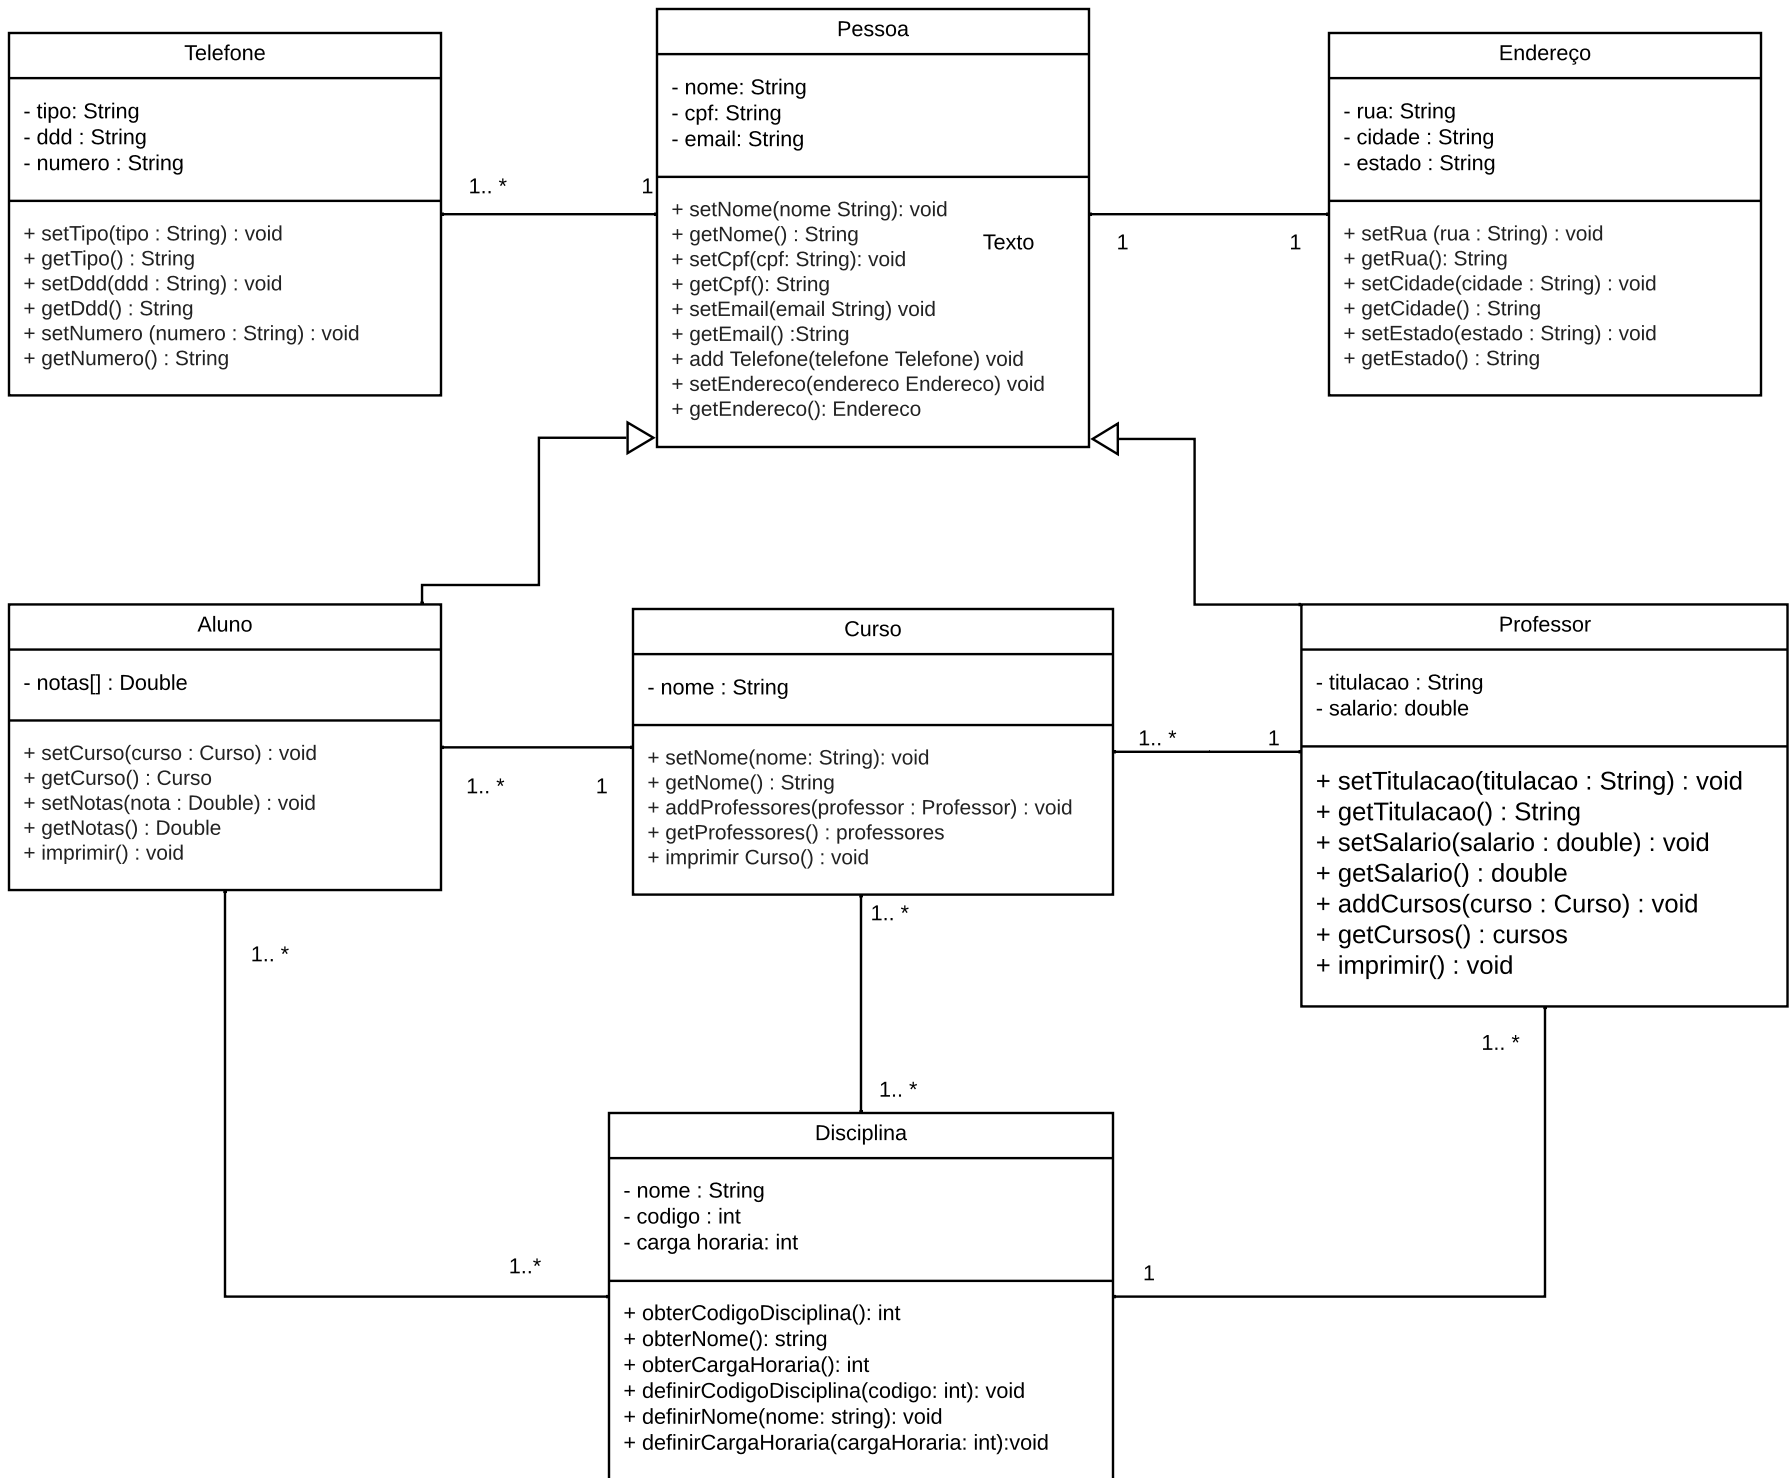 Telefone
- tipo: String
- ddd : String
- numero : String
+ setTipo(tipo : String) : void
+ getTipo() : String
+ setDdd(ddd : String) : void
+ getDdd() : String
+ setNumero (numero : String) : void
+ getNumero() : String
1.. *
1
Pessoa
- nome: String
- cpf: String
- email: String
+ setNome(nome String): void
+ getNome() : String
+ setCpf(cpf: String): void
+ getCpf(): String
+ setEmail(email String) void
+ getEmail() :String
+ add Telefone(telefone Telefone) void
+ setEndereco(endereco Endereco) void
+ getEndereco(): Endereco
Texto
1
1
Endereço
- rua: String
- cidade : String
- estado : String
+ setRua (rua : String) : void
+ getRua(): String
+ setCidade(cidade : String) : void
+ getCidade() : String
+ setEstado(estado : String) : void
+ getEstado() : String
Aluno
- notas[] : Double
+ setCurso(curso : Curso) : void
+ getCurso() : Curso
+ setNotas(nota : Double) : void
+ getNotas() : Double
+ imprimir() : void
1.. *
1
Curso
- nome : String
+ setNome(nome: String): void
+ getNome() : String
+ addProfessores(professor : Professor) : void
+ getProfessores() : professores
+ imprimir Curso() : void
1.. *
1
Professor
- titulacao : String
- salario: double
+ setTitulacao(titulacao : String) : void
+ getTitulacao() : String
+ setSalario(salario : double) : void
+ getSalario() : double
+ addCursos(curso : Curso) : void
+ getCursos() : cursos
+ imprimir() : void
1.. *
1.. *
1.. *
1.. *
1..*
1
Disciplina
- nome : String
- codigo : int
- carga horaria: int
+ obterCodigoDisciplina(): int
+ obterNome(): string
+ obterCargaHoraria(): int
+ definirCodigoDisciplina(codigo: int): void
+ definirNome(nome: string): void
+ definirCargaHoraria(cargaHoraria: int):void